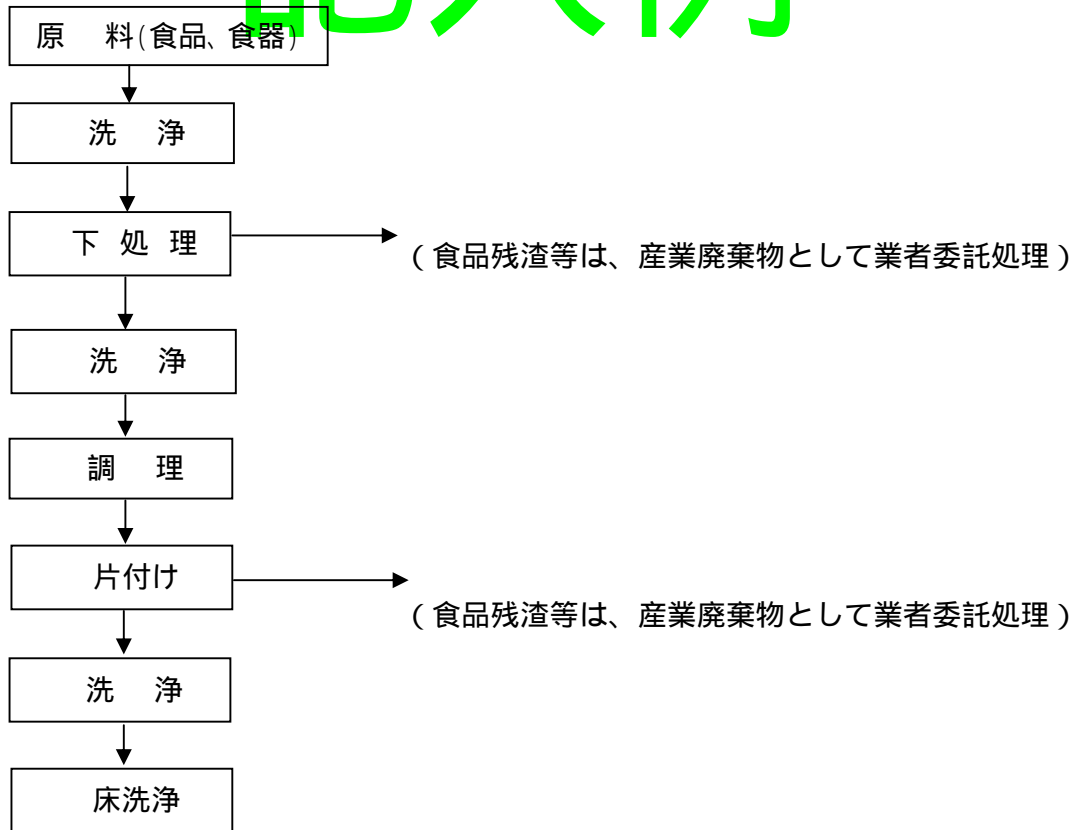 記入例
原 料(食品、食器)
洗 浄
下 処 理
(食品残渣等は、産業廃棄物として業者委託処理)
洗 浄
調 理
片付け
(食品残渣等は、産業廃棄物として業者委託処理)
洗 浄
床洗浄